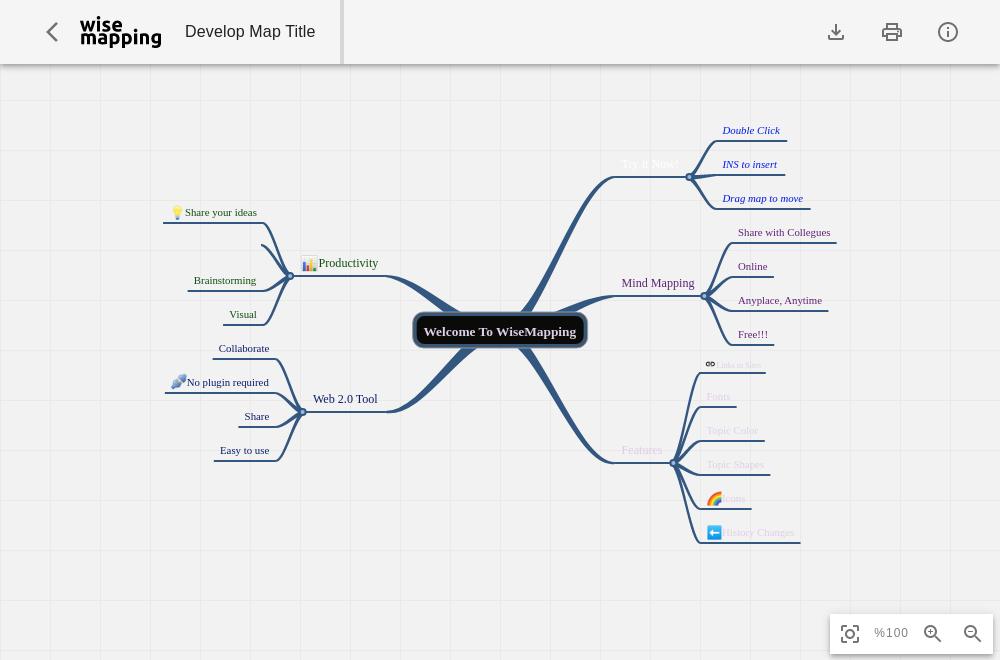 wise
mapping
Develop Map Title
Try it Now!
Double Click
INS to insert
Drag map to move
Mind Mapping
Share with Collegues
Online
Anyplace, Anytime
Free!!!
Features
Links to Sites
Fonts
Topic Color
Topic Shapes
Icons
History Changes
Productivity
Share your ideas
Brainstorming
Visual
Welcome To WiseMapping
Web 2.0 Tool
Collaborate
No plugin required
Share
Easy to use
%100